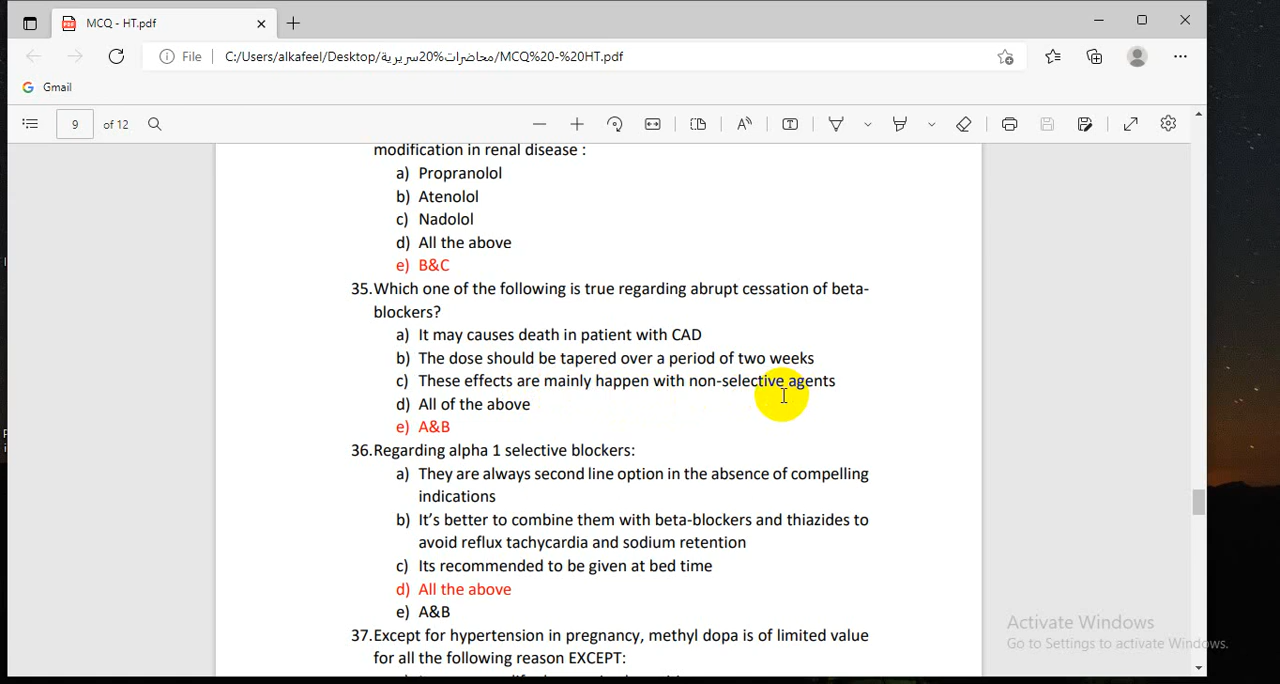 MCQ - HT.pdf
File
C:/Users/alkafeel/Desktop/محاضرات%20سريرية/MCQ%20-%20HT.pdf
Gmail
9
of 12
modification in renal disease :
a) Propranolol
b) Atenolol
c) Nadolol
d) All the above
e) B&C
35.Which one of the following is true regarding abrupt cessation of beta-
blockers?
a) It may causes death in patient with CAD
b) The dose should be tapered over a period of two weeks
c) These effects are mainly happen with non-selective agents
d) All of the above
e) A&B
36.Regarding alpha 1 selective blockers:
a) They are always second line option in the absence of compelling
indications
b) It's better to combine them with beta-blockers and thiazides to
avoid reflux tachycardia and sodium retention
c) Its recommended to be given at bed time
d) All the above
e) A&B
37.Except for hypertension in pregnancy, methyl dopa is of limited value
for all the following reason EXCEPT:
Activate Windows
Go to Settings to activate Windows.